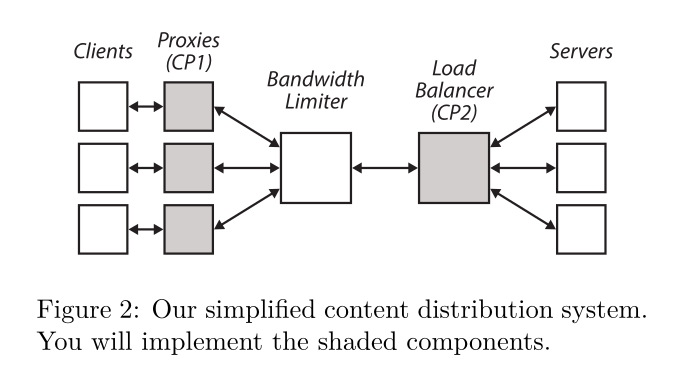 Clients
Proxies
(CP1)
Bandwidth
Limiter
Load
Balancer
(CP2)
Servers
Figure 2: Our simplified content distribution system.
You will implement the shaded components.